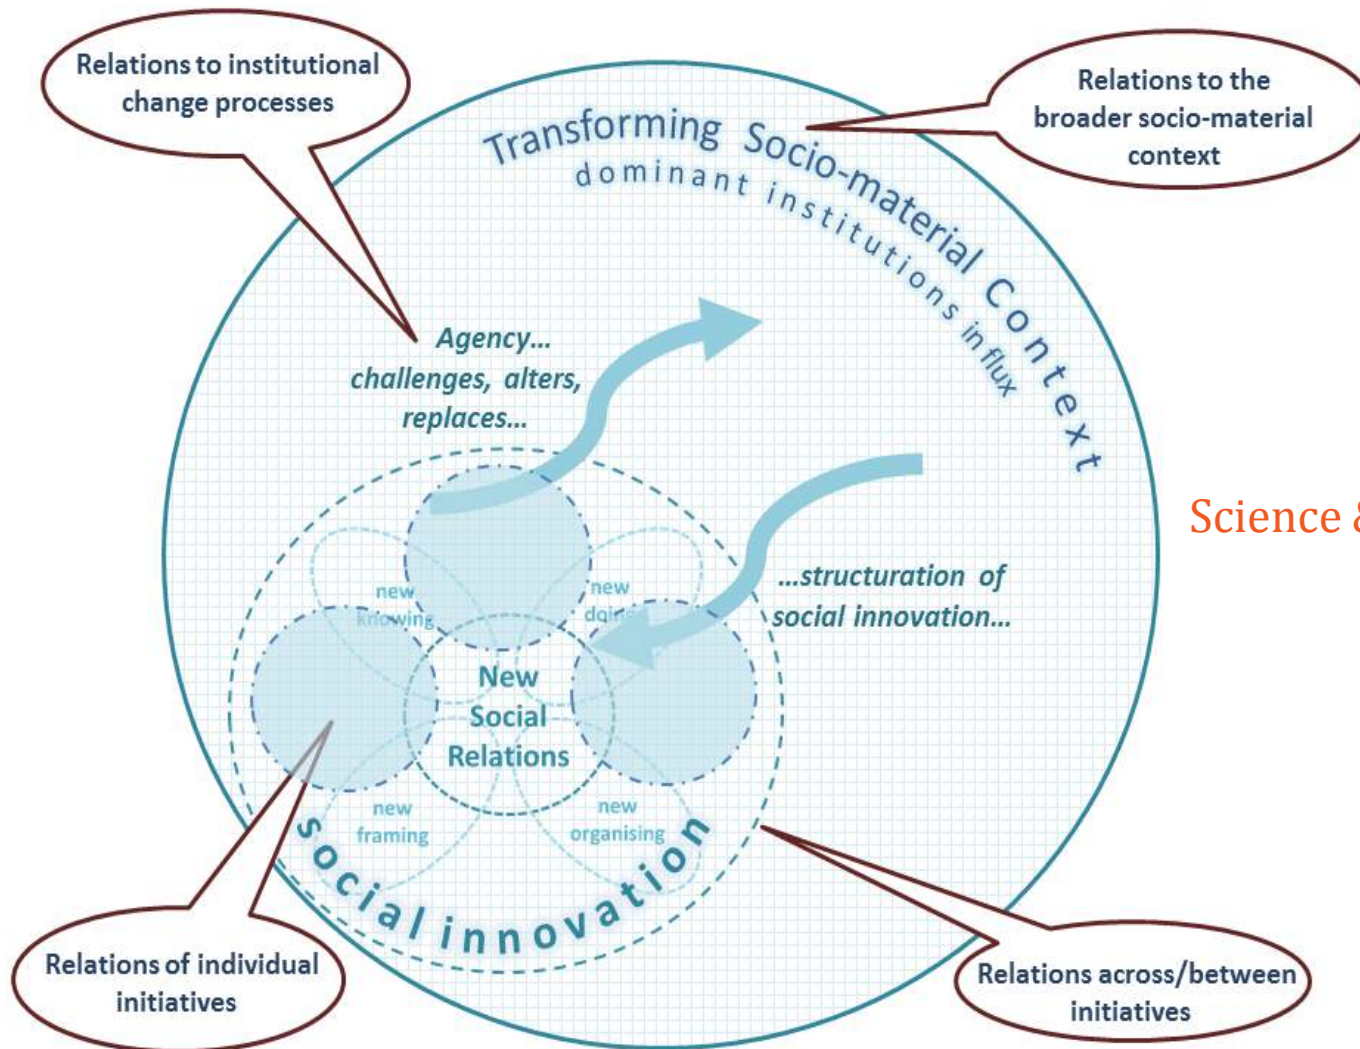 Relations to institutional
change processes
Relations to the
broader socio-material
context
Transforming Socio-material Context
dominant institutions in flux
Agency...
challenges, alters,
replaces...
Science &
...structuration of
social innovation...
new
knowing
new
doing
New
Social
Relations
new
framing
new
organising
social innovation
Relations of individual
initiatives
Relations across/between
initiatives